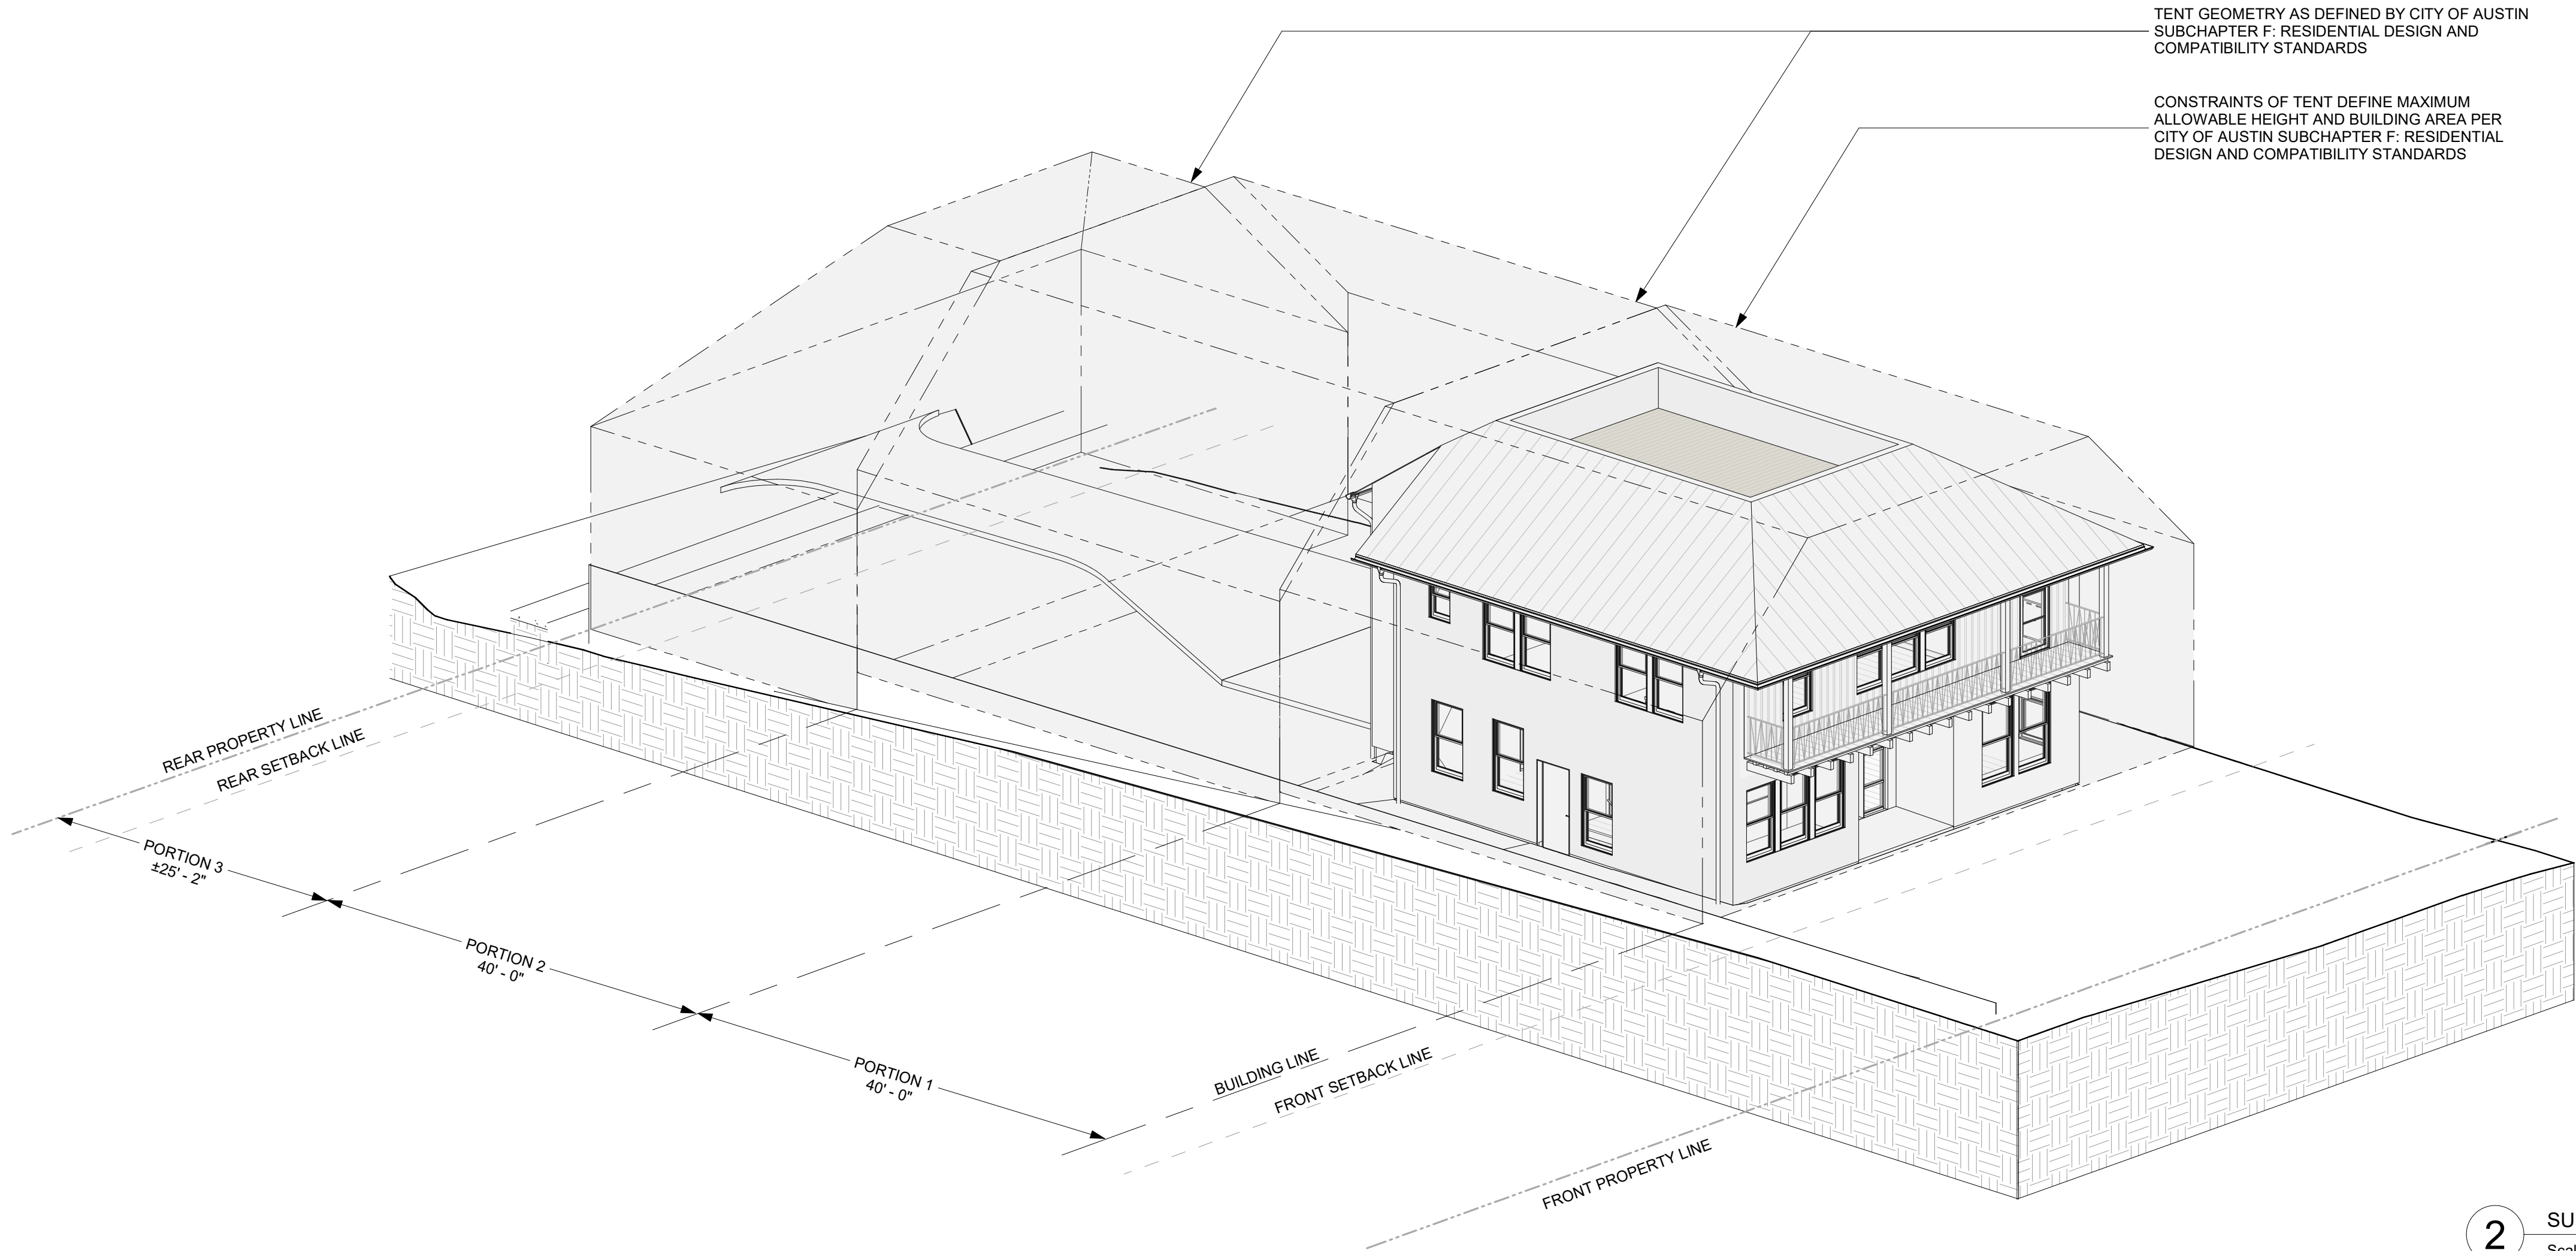 TENT GEOMETRY AS DEFINED BY CITY OF AUSTIN
SUBCHAPTER F: RESIDENTIAL DESIGN AND
COMPATIBILITY STANDARDS
CONSTRAINTS OF TENT DEFINE MAXIMUM
ALLOWABLE HEIGHT AND BUILDING AREA PER
CITY OF AUSTIN SUBCHAPTER F: RESIDENTIAL
DESIGN AND COMPATIBILITY STANDARDS
REAR PROPERTY LINE
REAR SETBACK LINE
PORTION 3
±25' - 2"
PORTION 2
40' - 0"
PORTION 1
40' - 0"
BUILDING LINE
FRONT SETBACK LINE
FRONT PROPERTY LINE
2
SU